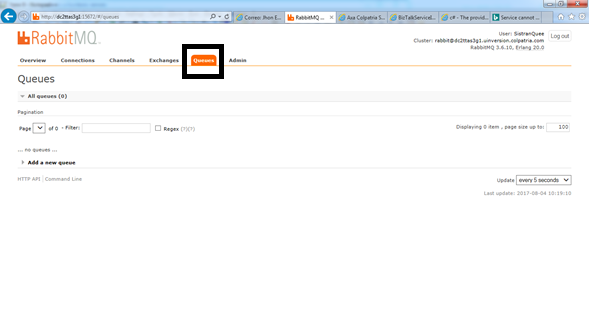 http://dc2ttas3g1:15672/#/queues
Correo: Jhon E...
RabbitMQ ...
Axa Colpatria S...
BizTalkService8...
c# - The provid...
Service cannot ...
RabbitMQ
User: SistranQuee
Log out
Cluster: rabbit@dc2ttas3g1.uinversion.colpatria.com
RabbitMQ 3.6.10, Erlang 20.0
Overview Connections Channels Exchanges Queues Admin
Queues
All queues (0)
Pagination
Page of 0 - Filter: Regex (?)(?)
Displaying 0 item , page size up to: 100
... no queues ...
Add a new queue
HTTP API | Command Line
Update every 5 seconds
Last update: 2017-08-04 10:19:10